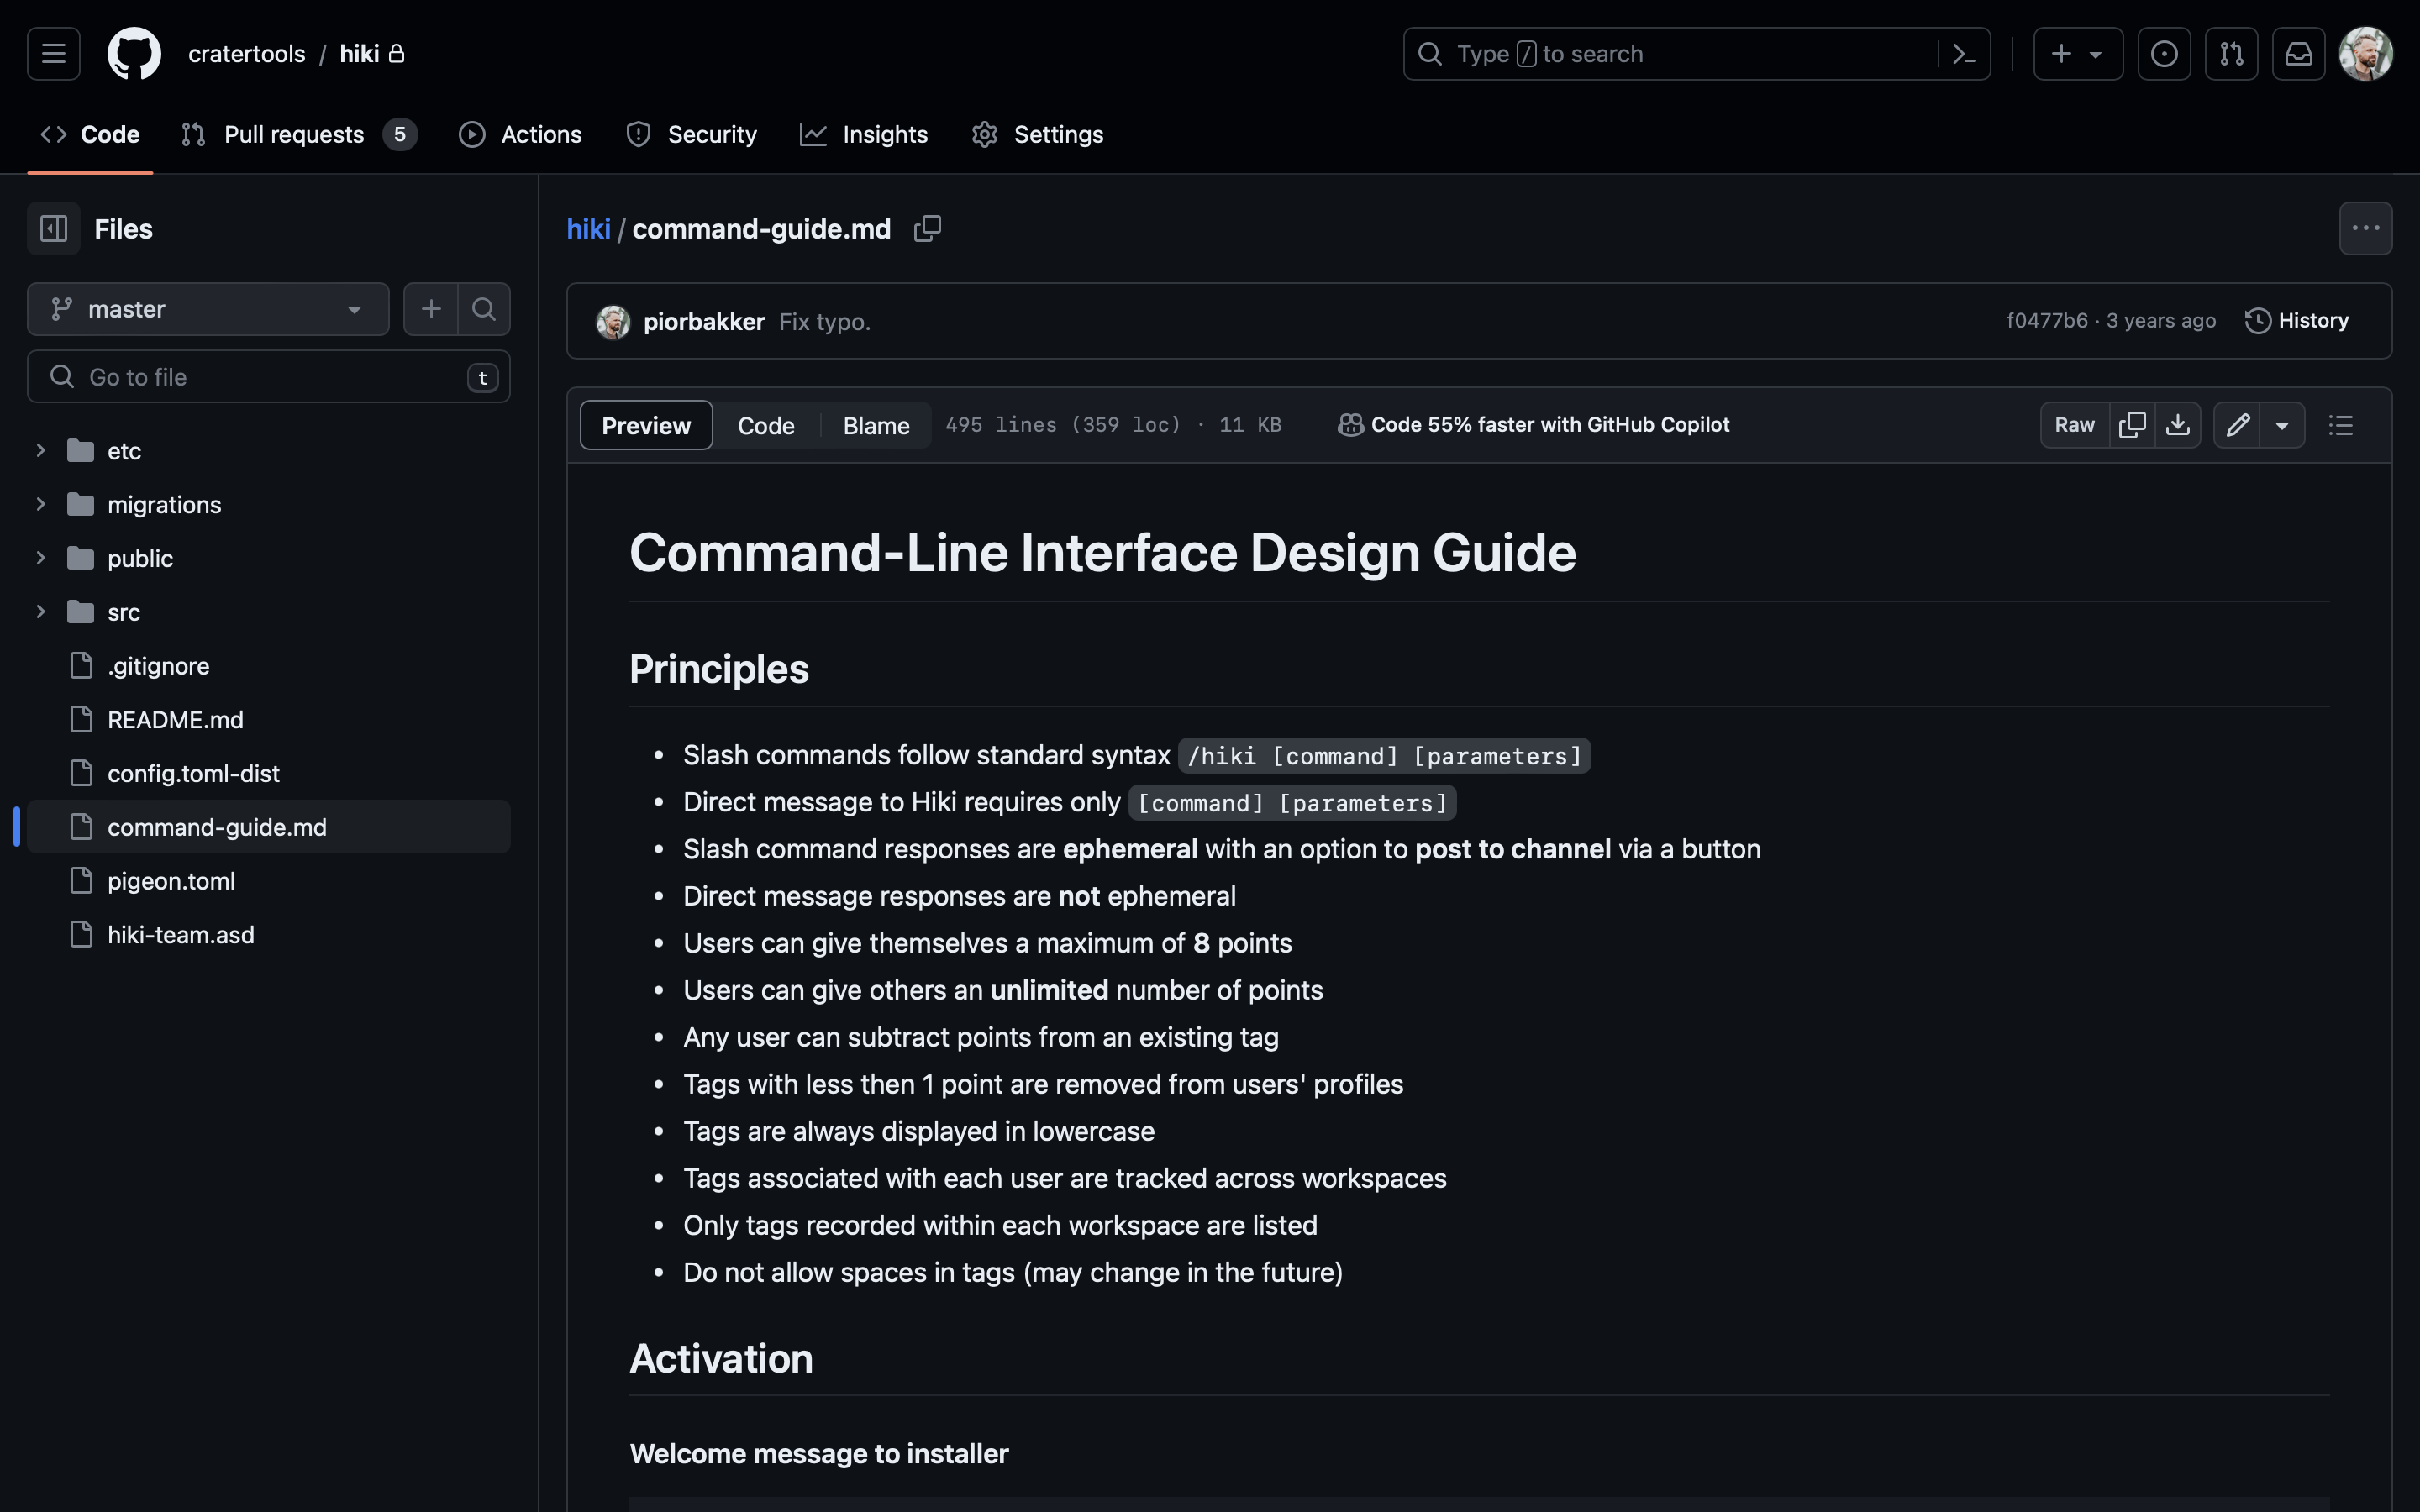 cratertools / hiki
Type / to search
Code
Pull requests 5
Actions
Security
Insights
Settings
Files
master
Go to file
t
etc
migrations
public
src
.gitignore
README.md
config.toml-dist
command-guide.md
pigeon.toml
hiki-team.asd
hiki / command-guide.md
piorbakker Fix typo.
f0477b6 · 3 years ago
History
Preview
Code
Blame
495 lines (359 loc) · 11 KB
Code 55% faster with GitHub Copilot
Raw
Command-Line Interface Design Guide
Principles
• Slash commands follow standard syntax /hiki [command] [parameters]
• Direct message to Hiki requires only [command] [parameters]
• Slash command responses are ephemeral with an option to post to channel via a button
• Direct message responses are not ephemeral
• Users can give themselves a maximum of 8 points
• Users can give others an unlimited number of points
• Any user can subtract points from an existing tag
• Tags with less then 1 point are removed from users' profiles
• Tags are always displayed in lowercase
• Tags associated with each user are tracked across workspaces
• Only tags recorded within each workspace are listed
• Do not allow spaces in tags (may change in the future)
Activation
Welcome message to installer